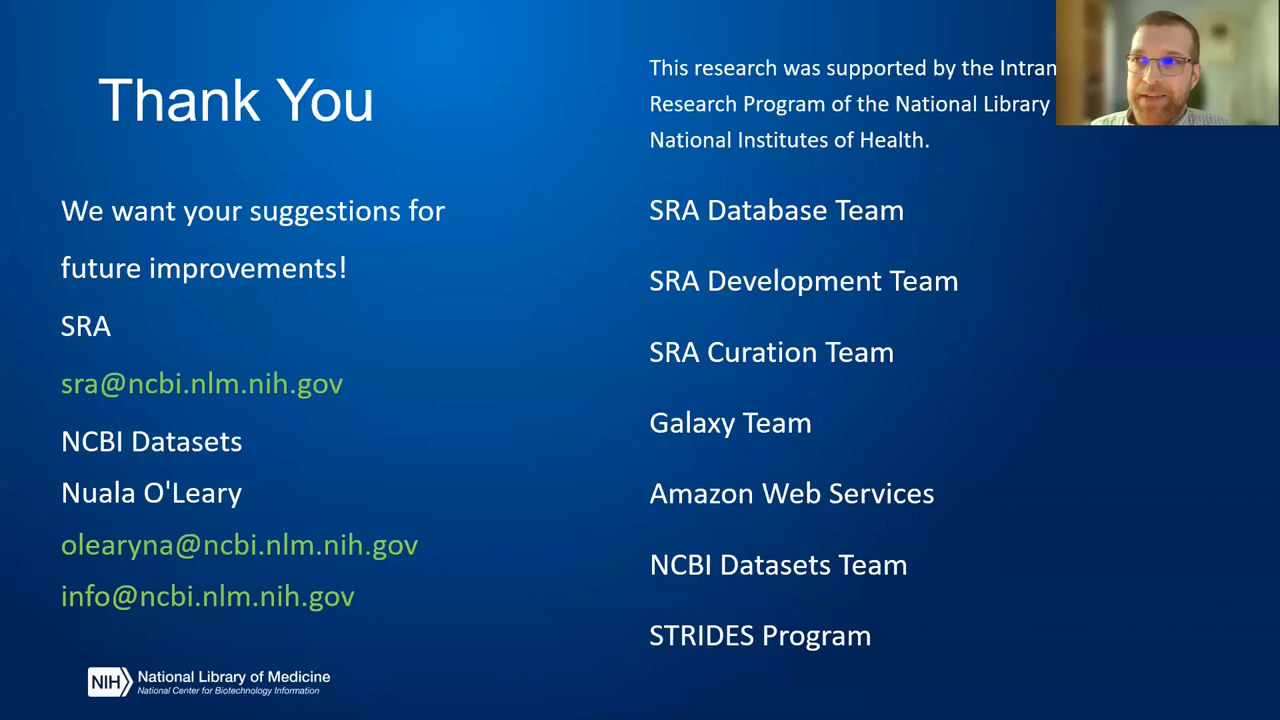 Thank You
We want your suggestions for
future improvements!
SRA
sra@ncbi.nlm.nih.gov
NCBI Datasets
Nuala O'Leary
olearyna@ncbi.nlm.nih.gov
info@ncbi.nlm.nih.gov
This research was supported by the
Research Program of the National Library
National Institutes of Health.
SRA Database Team
SRA Development Team
SRA Curation Team
Galaxy Team
Amazon Web Services
NCBI Datasets Team
STRIDES Program
NIH National Library of Medicine
National Center for Biotechnology Information